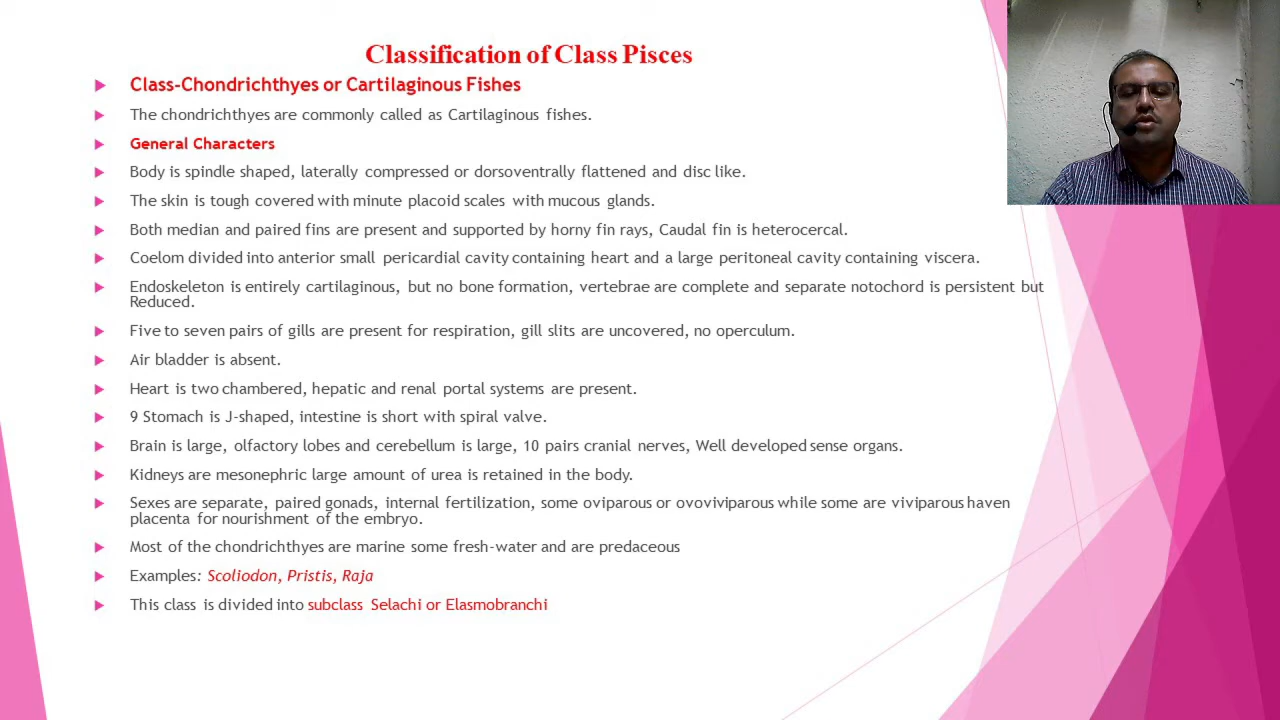 Classification of Class Pisces
Class-Chondrichthyes or Cartilaginous Fishes
The chondrichthyes are commonly called as Cartilaginous fishes.
General Characters
Body is spindle shaped, laterally compressed or dorsoventrally flattened and disc like.
The skin is tough covered with minute placoid scales with mucous glands.
Both median and paired fins are present and supported by horny fin rays, Caudal fin is heterocercal.
Coelom divided into anterior small pericardial cavity containing heart and a large peritoneal cavity containing viscera.
Endoskeleton is entirely cartilaginous, but no bone formation, vertebrae are complete and separate notochord is persistent but
Reduced.
Five to seven pairs of gills are present for respiration, gill slits are uncovered, no operculum.
Air bladder is absent.
Heart is two chambered, hepatic and renal portal systems are present.
9 Stomach is J-shaped, intestine is short with spiral valve.
Brain is large, olfactory lobes and cerebellum is large, 10 pairs cranial nerves, Well developed sense organs.
Kidneys are mesonephric large amount of urea is retained in the body.
Sexes are separate, paired gonads, internal fertilization, some oviparous or ovoviviparous while some are viviparous haven
placenta for nourishment of the embryo.
Most of the chondrichthyes are marine some fresh-water and are predaceous
Examples: Scoliodon, Pristis, Raja
This class is divided into subclass Selachi or Elasmobranchi